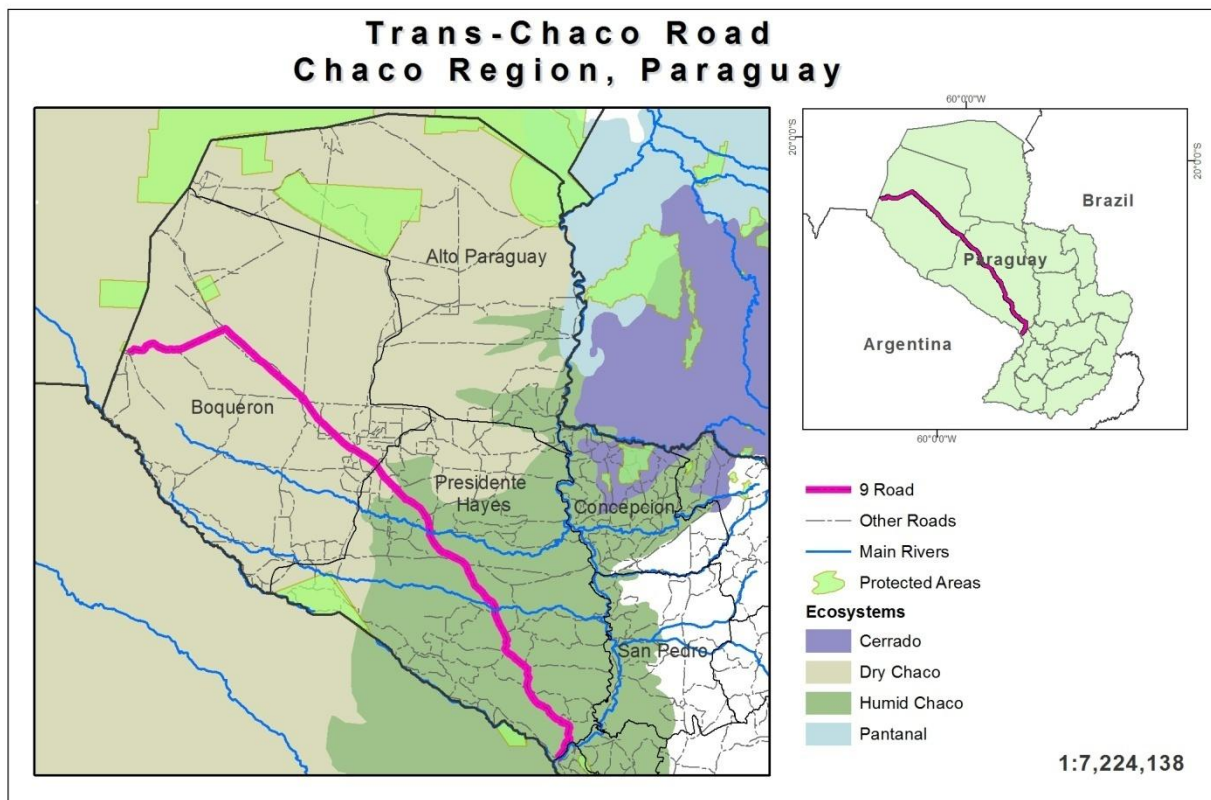 Trans-Chaco Road
Chaco Region, Paraguay
Alto Paraguay
Boqueron
Presidente
Hayes
Concepcion
San Pedro
60°0'0"W
20°0'0"S
20°0'0"S
Brazil
Paraguay
Argentina
60°0'0"W
9 Road
Other Roads
Main Rivers
Protected Areas
Ecosystems
Cerrado
Dry Chaco
Humid Chaco
Pantanal
1:7,224,138